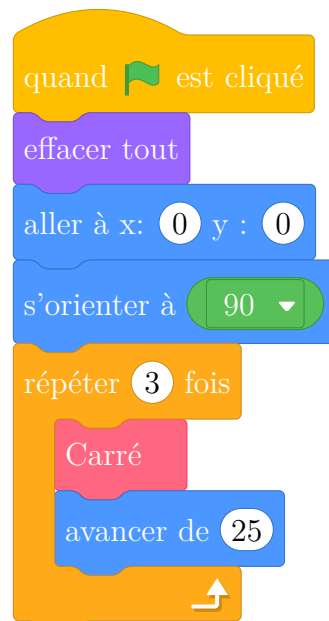 quand est cliqué
effacer tout
aller à x: 0 y : 0
s'orienter à 90
répéter 3 fois
Carré
avancer de 25